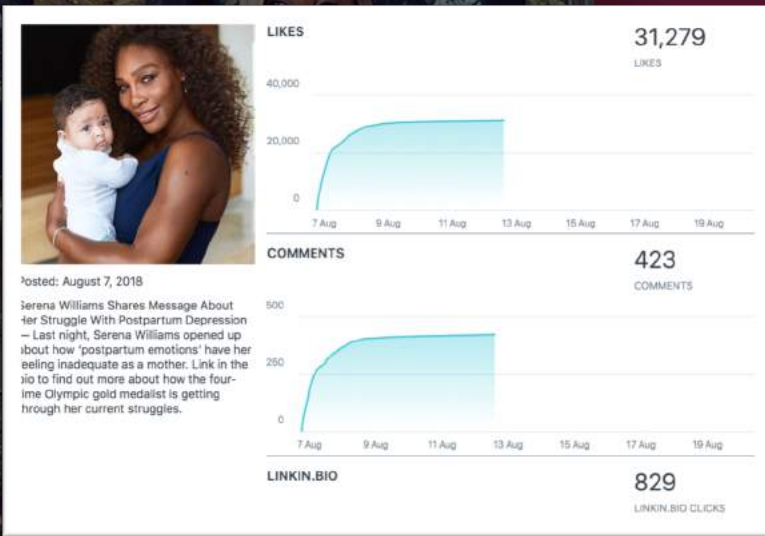 LIKES
31,279
LIKES
40,000
20,000
0
7 Aug 9 Aug 11 Aug 13 Aug 15 Aug 17 Aug 19 Aug
Posted: August 7, 2018
Serena Williams Shares Message About
Her Struggle With Postpartum Depression
— Last night, Serena Williams opened up
about how 'postpartum emotions' have her
feeling inadequate as a mother. Link in the
bio to find out more about how the four-
time Olympic gold medalist is getting
through her current struggles.
COMMENTS
423
COMMENTS
500
250
0
7 Aug 9 Aug 11 Aug 13 Aug 15 Aug 17 Aug 19 Aug
LINKIN.BIO
829
LINKIN.BIO CLICKS